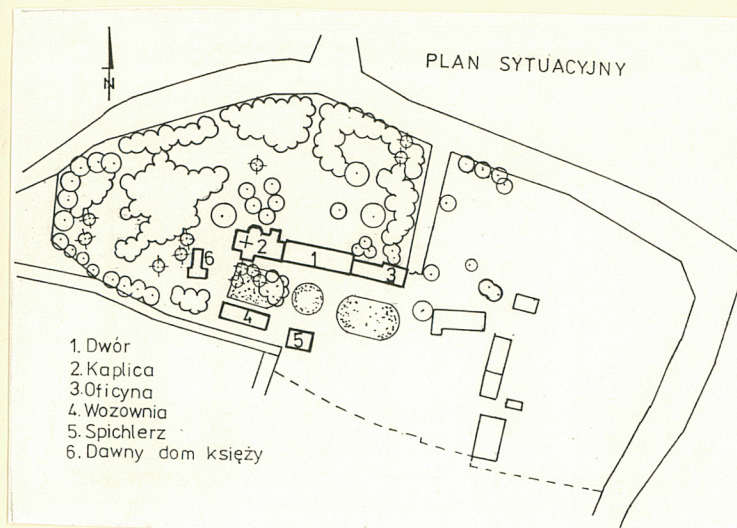 PLAN SYTUACYJNY
N
2
1
3
6
4
5
1. Dwór
2. Kaplica
3. Oficyna
4. Wozownia
5. Spichlerz
6. Dawny dom księży